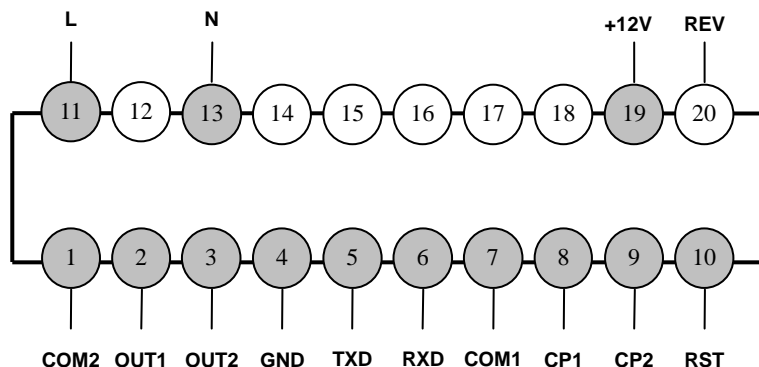 L N +12V REV
11 12 13 14 15 16 17 18 19 20
1 2 3 4 5 6 7 8 9 10
COM2 OUT1 OUT2 GND TXD RXD COM1 CP1 CP2 RST